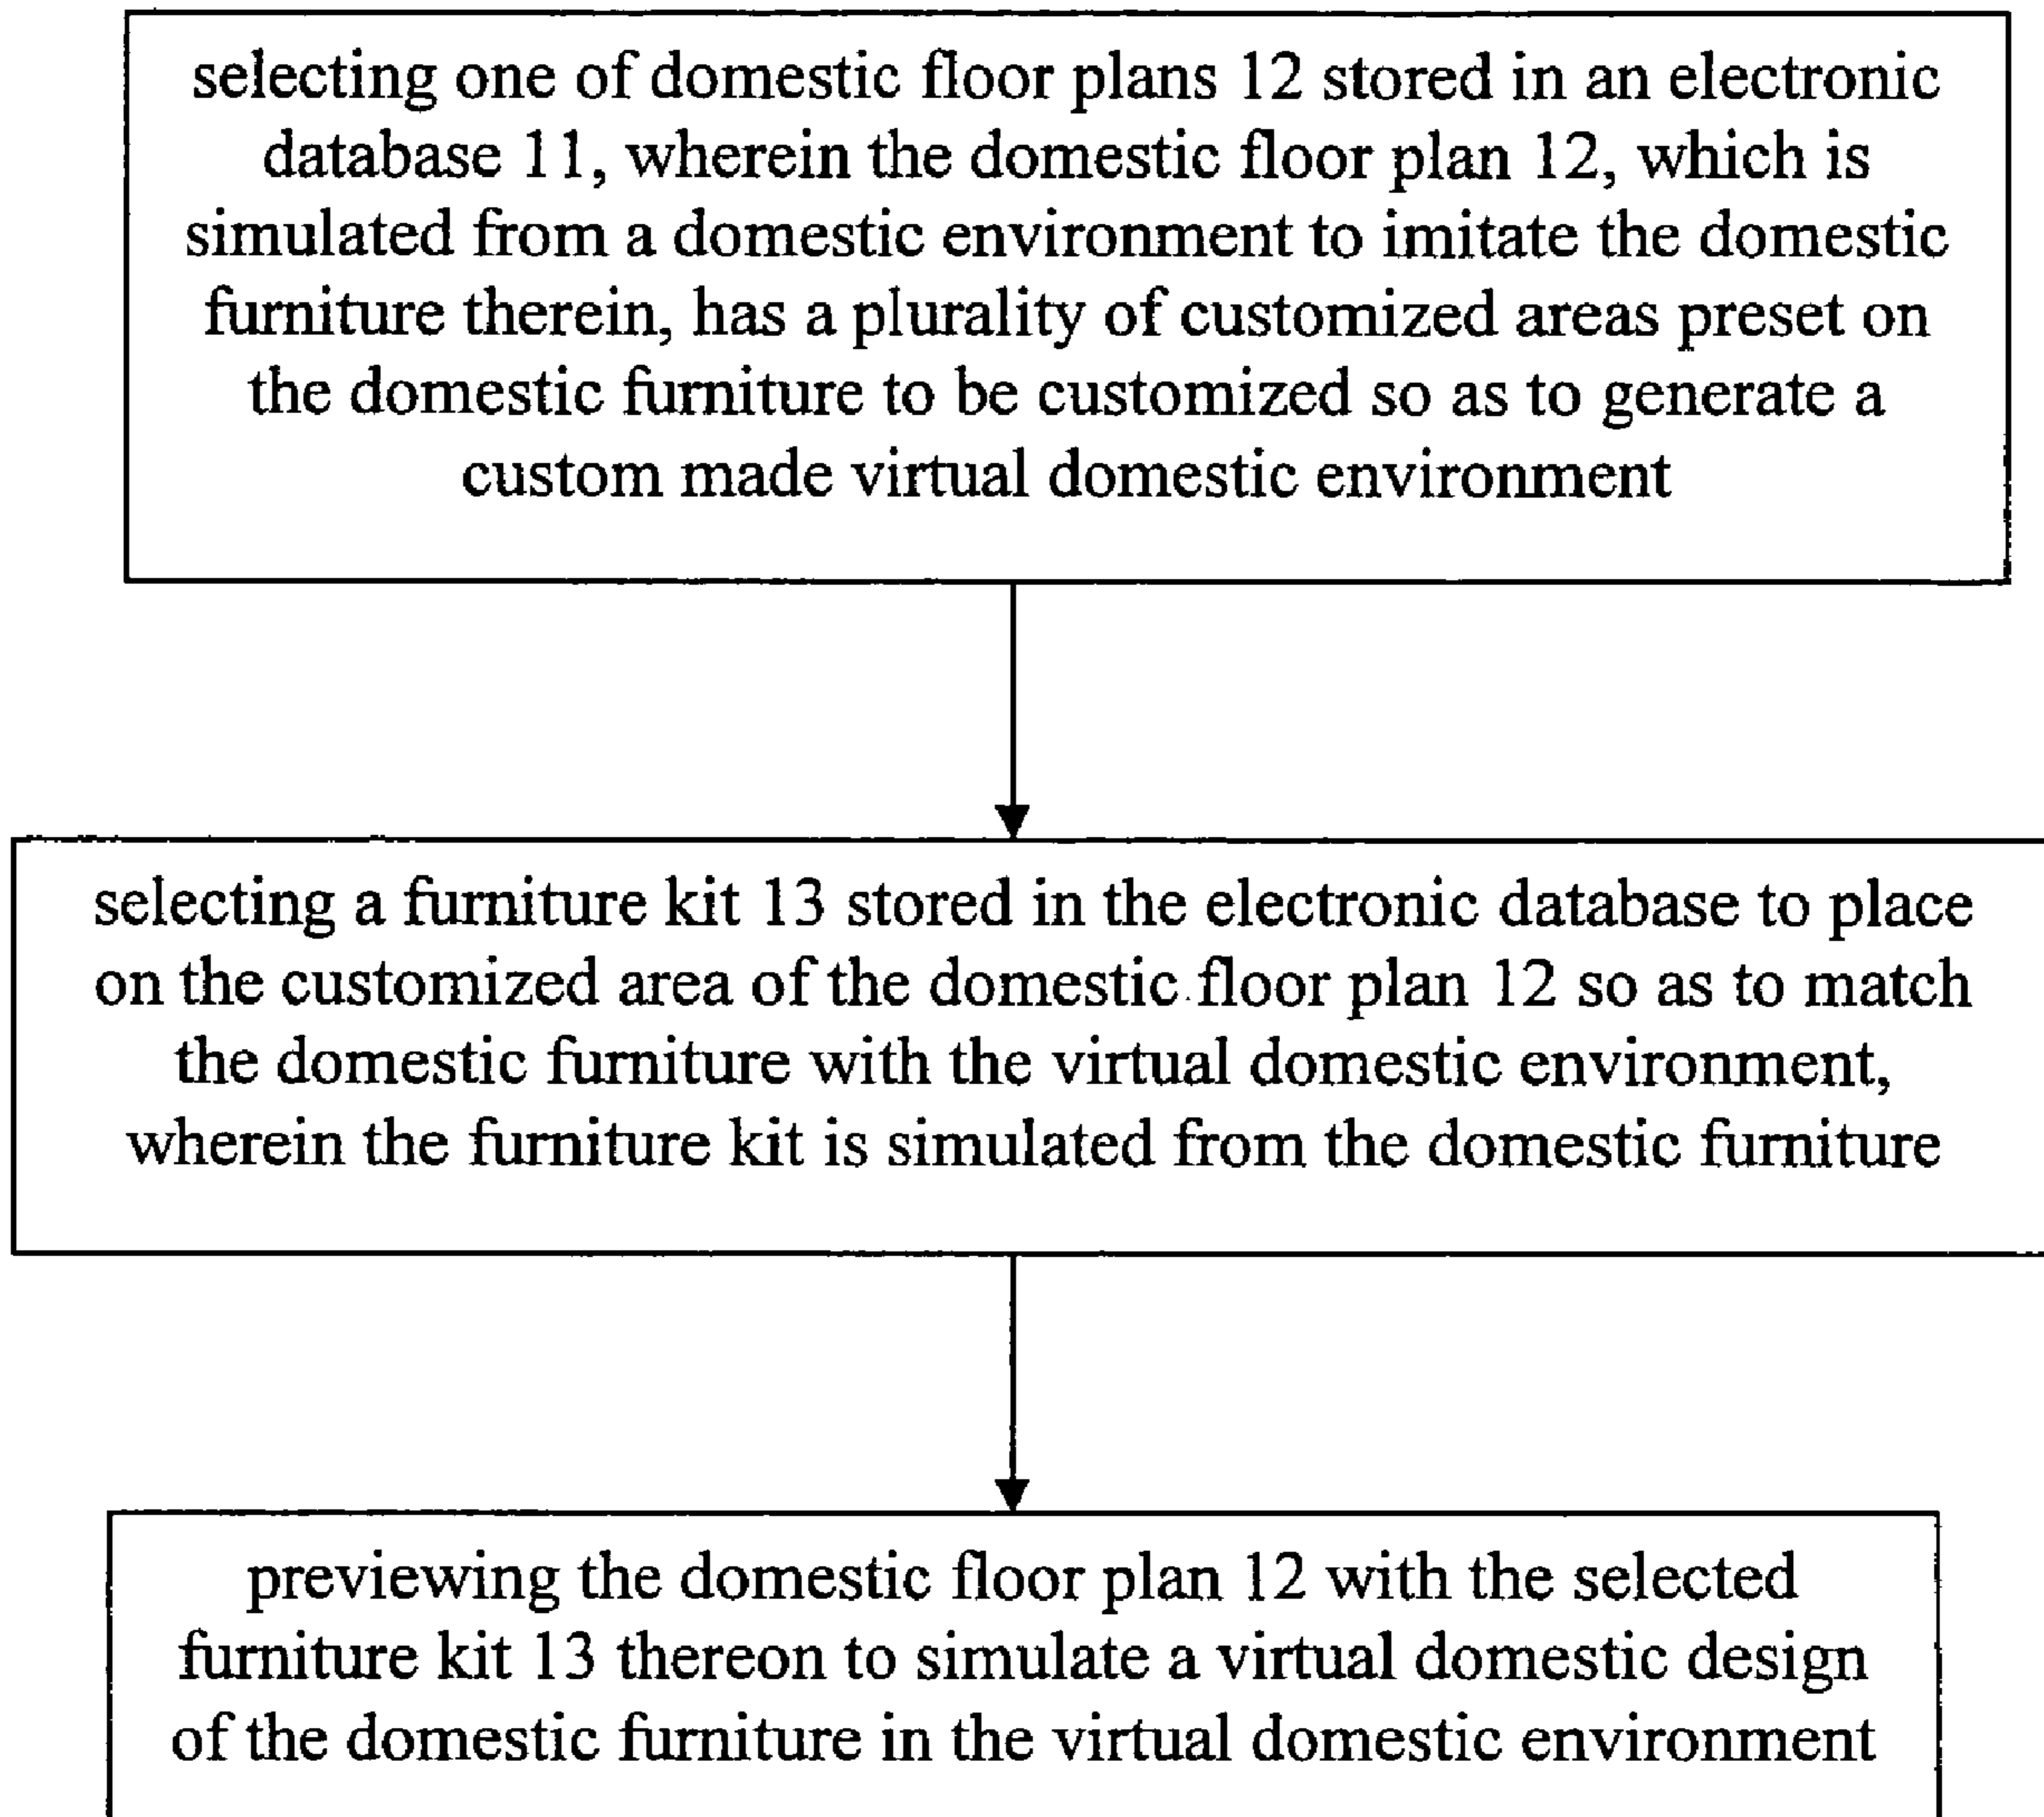 selecting one of domestic floor plans 12 stored in an electronic
database 11, wherein the domestic floor plan 12, which is
simulated from a domestic environment to imitate the domestic
furniture therein, has a plurality of customized areas preset on
the domestic furniture to be customized so as to generate a
custom made virtual domestic environment
selecting a furniture kit 13 stored in the electronic database to place
on the customized area of the domestic floor plan 12 so as to match
the domestic furniture with the virtual domestic environment,
wherein the furniture kit is simulated from the domestic furniture
previewing the domestic floor plan 12 with the selected
furniture kit 13 thereon to simulate a virtual domestic design
of the domestic furniture in the virtual domestic environment